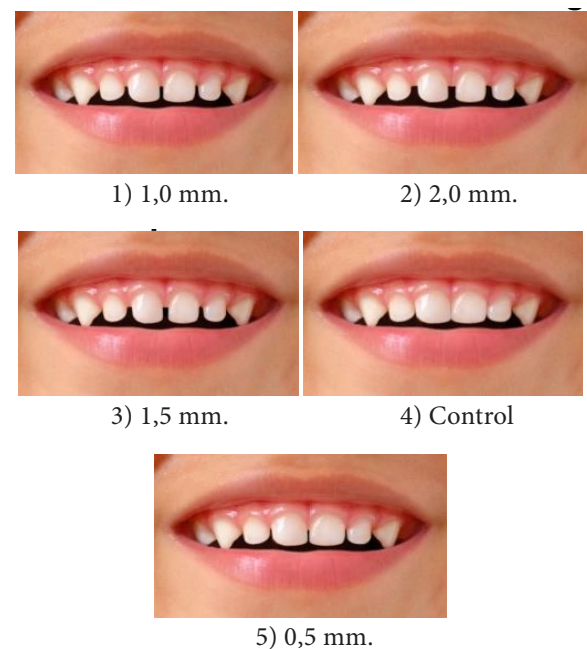 1) 1,0 mm.
2) 2,0 mm.
3) 1,5 mm.
4) Control
5) 0,5 mm.